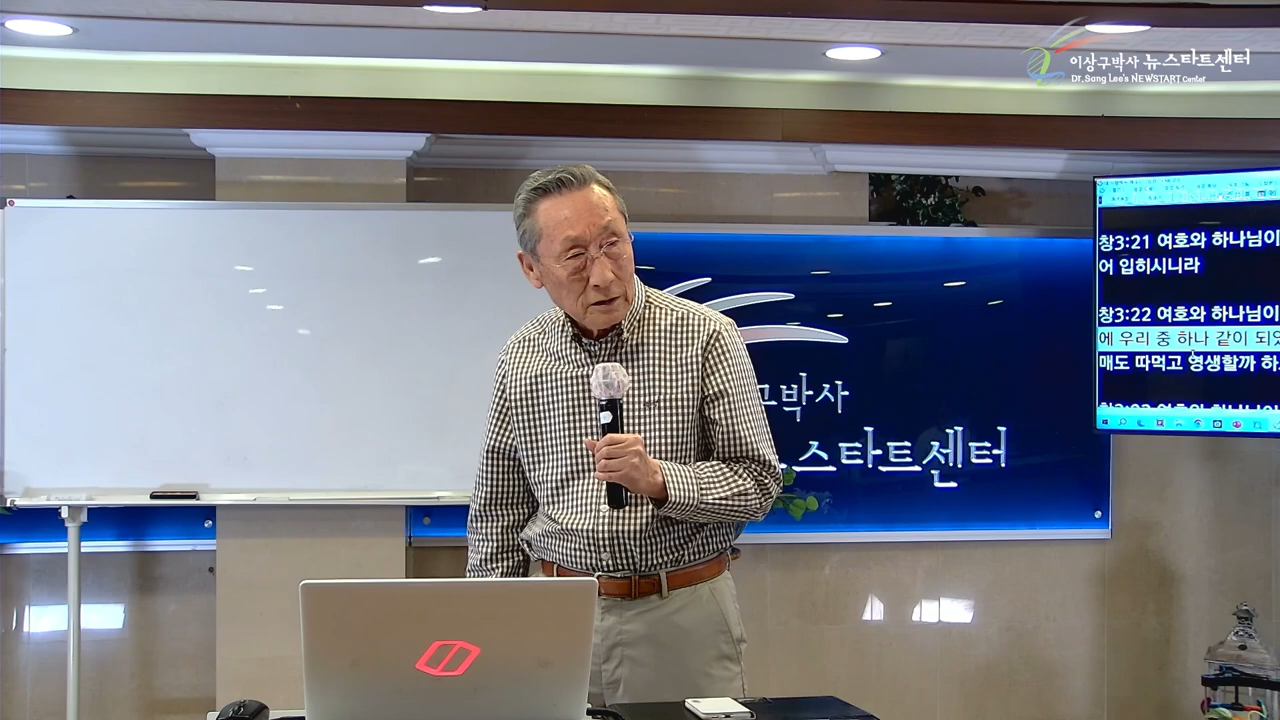 이상구박사 뉴스타트센터
Dr. Sang Lee's NEWSTART Center
창3:21 여호와 하나님이
어 입히시니라
창3:22 여호와 하나님이
에 우리 중 하나 같이 되었
매도 따먹고 영생할까 하
구박사
스타트센터